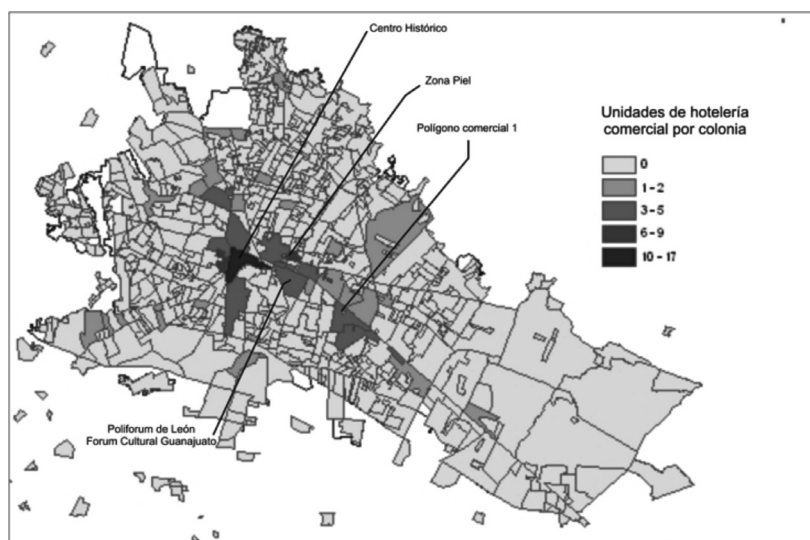 Centro Histórico
Zona Piel
Polígono comercial 1
Unidades de hotelería
comercial por colonia
0
1 - 2
3 - 5
6 - 9
10 - 17
Poliforum de León
Forum Cultural Guanajuato